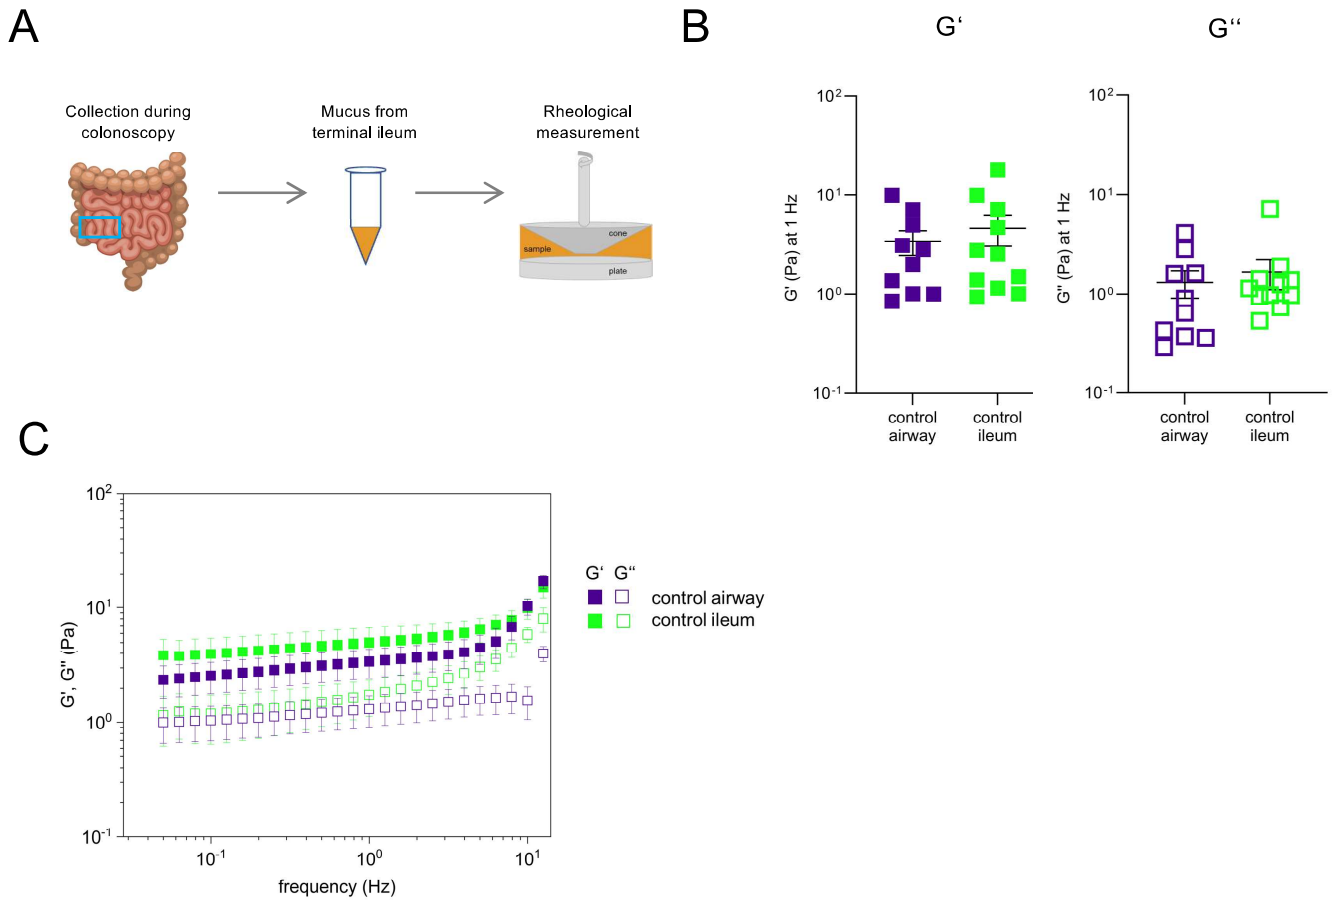 A
Collection during
colonoscopy
Mucus from
terminal ileum
Rheological
measurement
cone
sample
plate
B
G‘
G‘‘
10²
10¹
10⁰
10⁻¹
G' (Pa) at 1 Hz
control
airway
control
ileum
10²
10¹
10⁰
10⁻¹
G" (Pa) at 1 Hz
control
airway
control
ileum
C
10²
10¹
10⁰
10⁻¹
G', G" (Pa)
10⁻¹
10⁰
10¹
frequency (Hz)
G‘ G“
control airway
control ileum